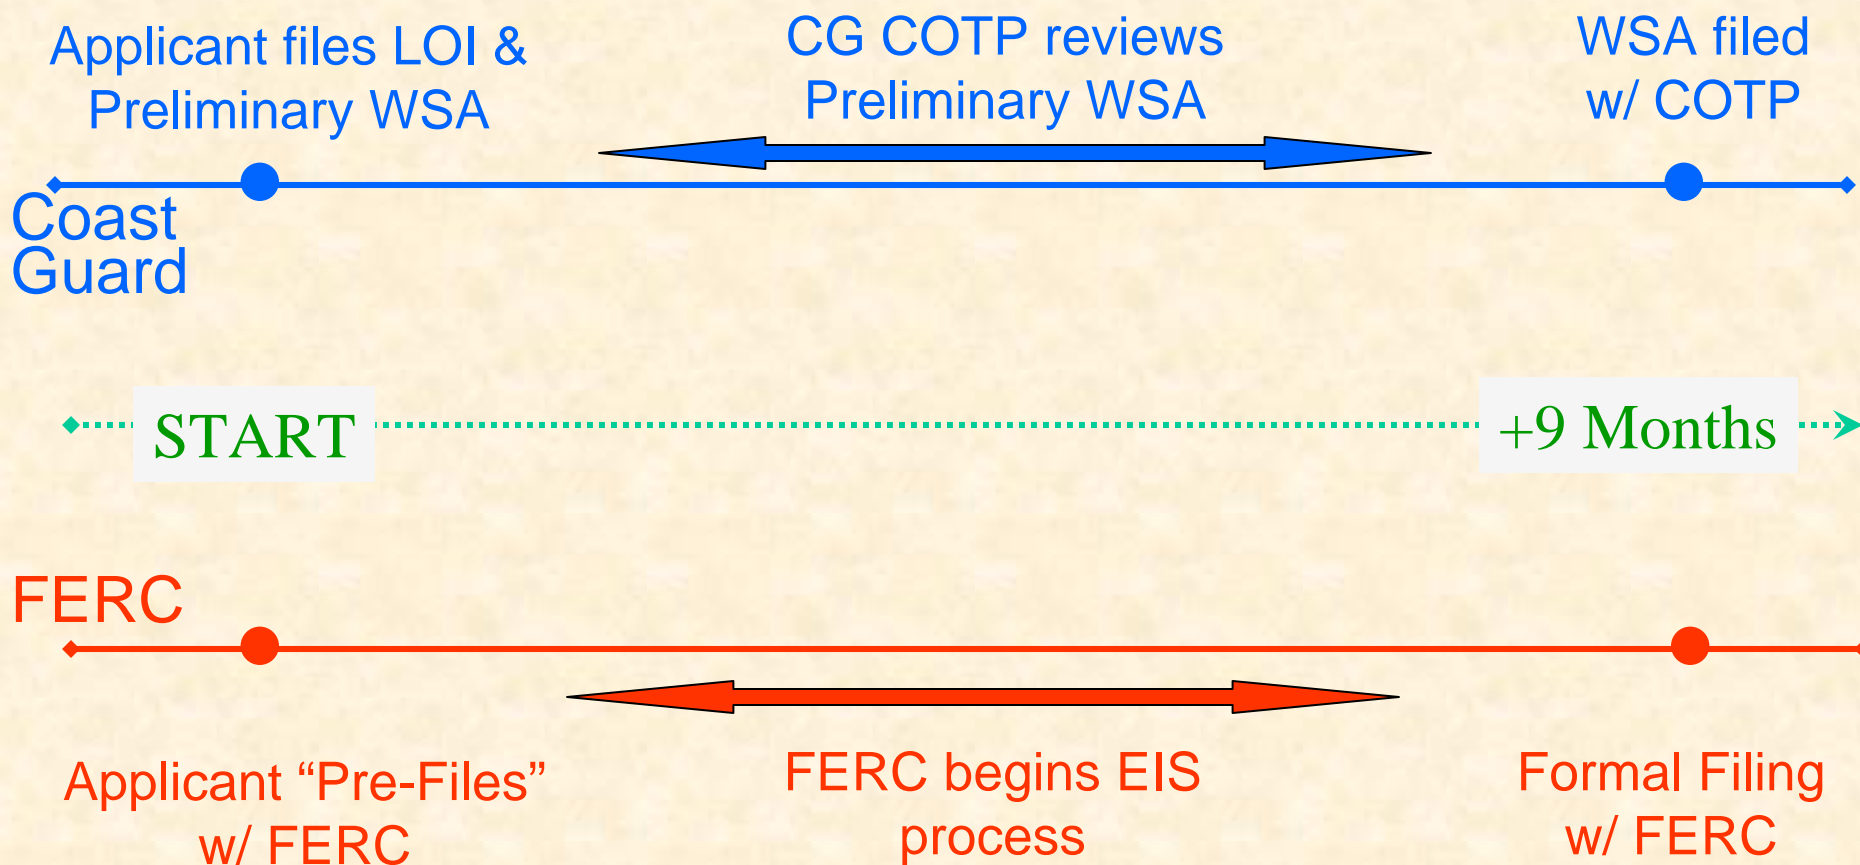 Applicant files LOI &
Preliminary WSA
CG COTP reviews
Preliminary WSA
WSA filed
w/ COTP
Coast
Guard
START
+9 Months
FERC
Applicant “Pre-Files”
w/ FERC
FERC begins EIS
process
Formal Filing
w/ FERC